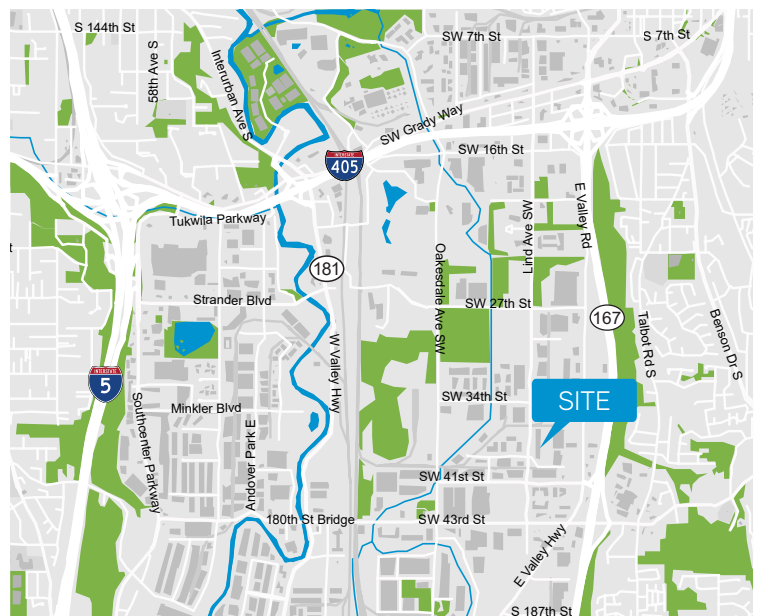 S 144th St
SW 7th St
S 7th St
58th Ave S
Interurban Ave S
SW Grady Way
SW 16th St
INTERSTATE
405
E Valley Rd
Lind Ave SW
Tukwila Parkway
t
181
Oakesdale Ave SW
Strander Blvd
SW 27th St
167
W Valley Hwy
Talbot Rd S
Benson Dr S
INTERSTATE
5
SITE
SW 34th St
Minkler Blvd
Southcenter Parkway
Andover Park E
SW 41st St
180th St Bridge
SW 43rd St
E Valley Hwy
S 187th St